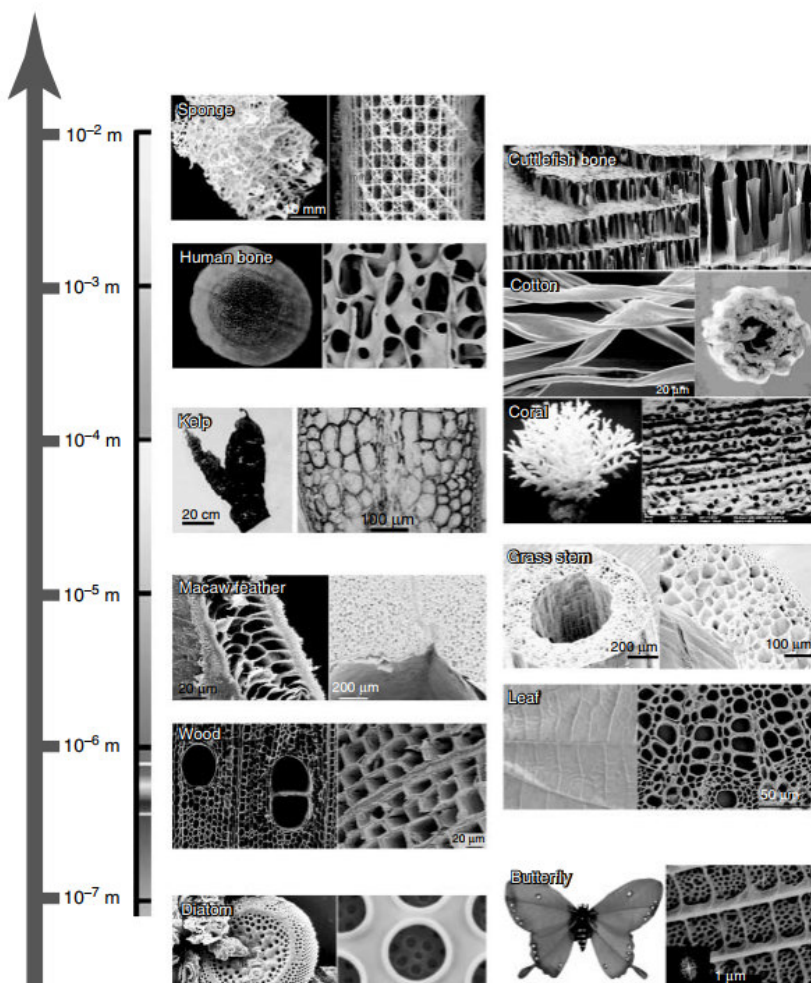 10⁻² m
10⁻³ m
10⁻⁴ m
10⁻⁵ m
10⁻⁶ m
10⁻⁷ m
Sponge
mm
Human bone
Kelp
20 cm
100 μm
Macaw feather
20 μm
200 μm
Wood
20 μm
Diatom
Cuttlefish bone
Cotton
20 μm
Coral
Grass stem
200 μm
100 μm
Leaf
50 μm
Butterfly
1 μm